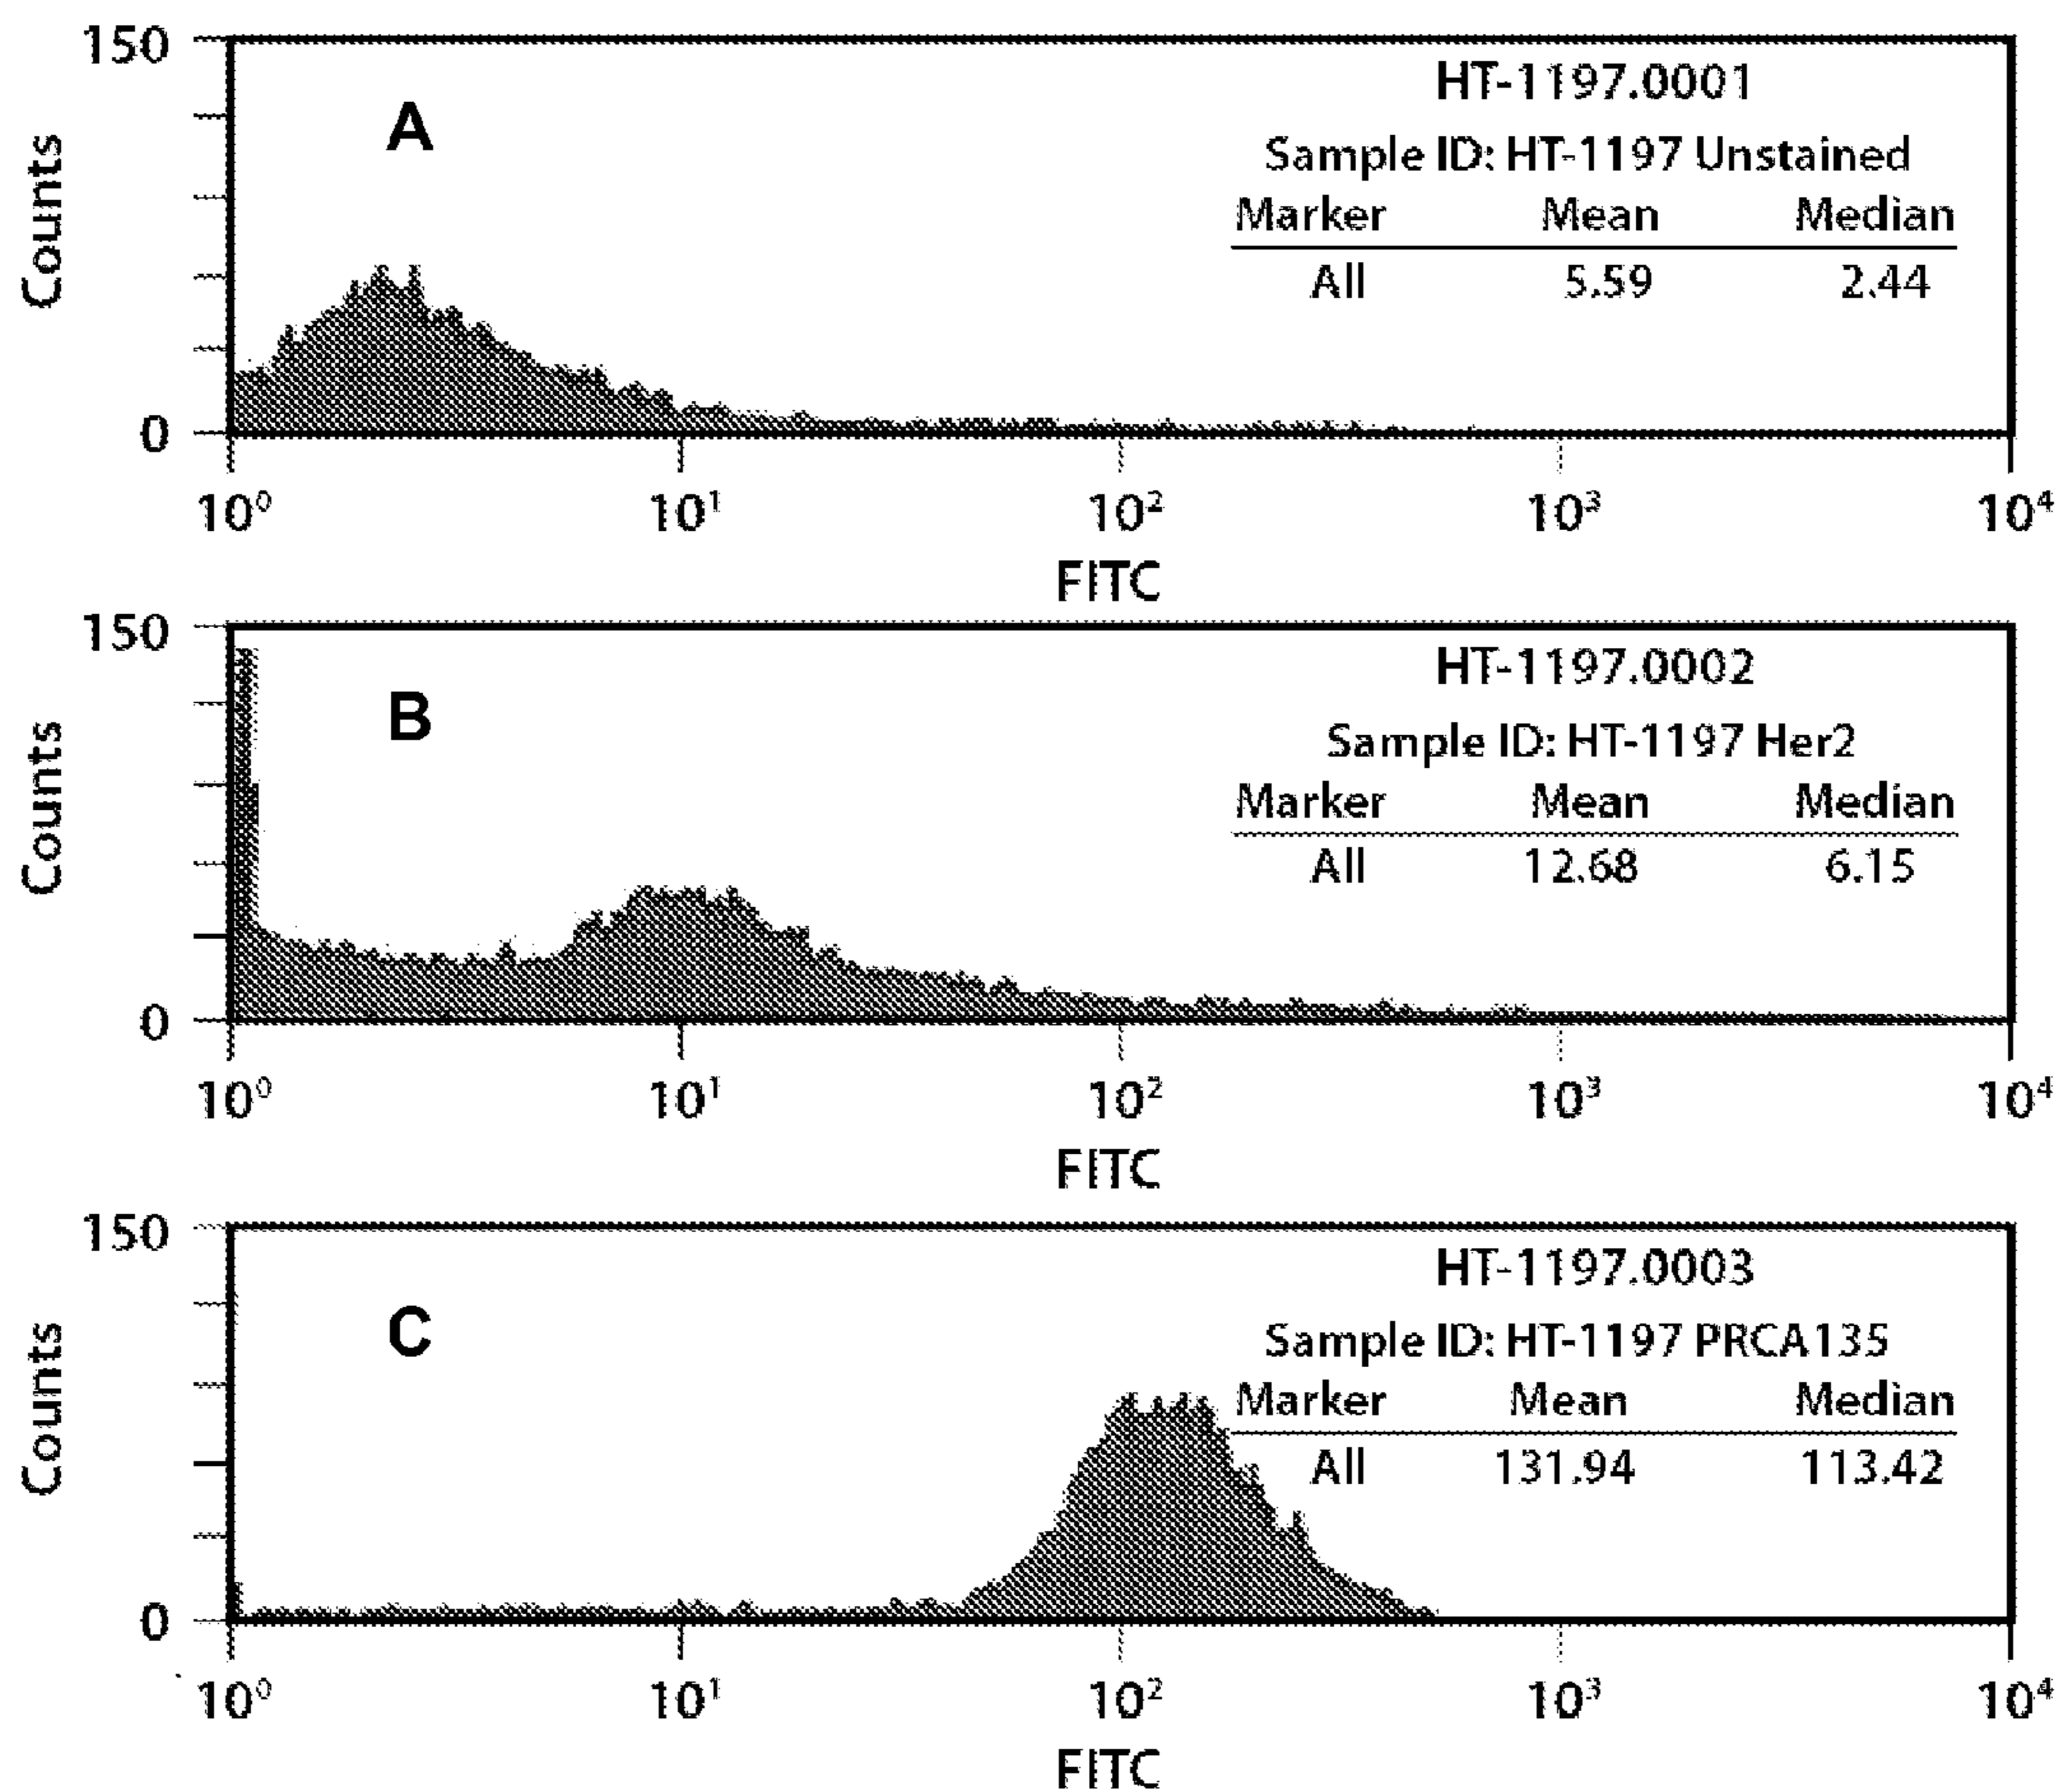 150
A
HT-1197.0001
Sample ID: HT-1197 Unstained
Marker Mean Median
All 5.59 2.44
Counts
0
10⁰ 10¹ 10² 10³ 10⁴
FITC
150
B
HT-1197.0002
Sample ID: HT-1197 Her2
Marker Mean Median
All 12.68 6.15
Counts
0
10⁰ 10¹ 10² 10³ 10⁴
FITC
150
C
HT-1197.0003
Sample ID: HT-1197 PRCA135
Marker Mean Median
All 131.94 113.42
Counts
0
10⁰ 10¹ 10² 10³ 10⁴
FITC